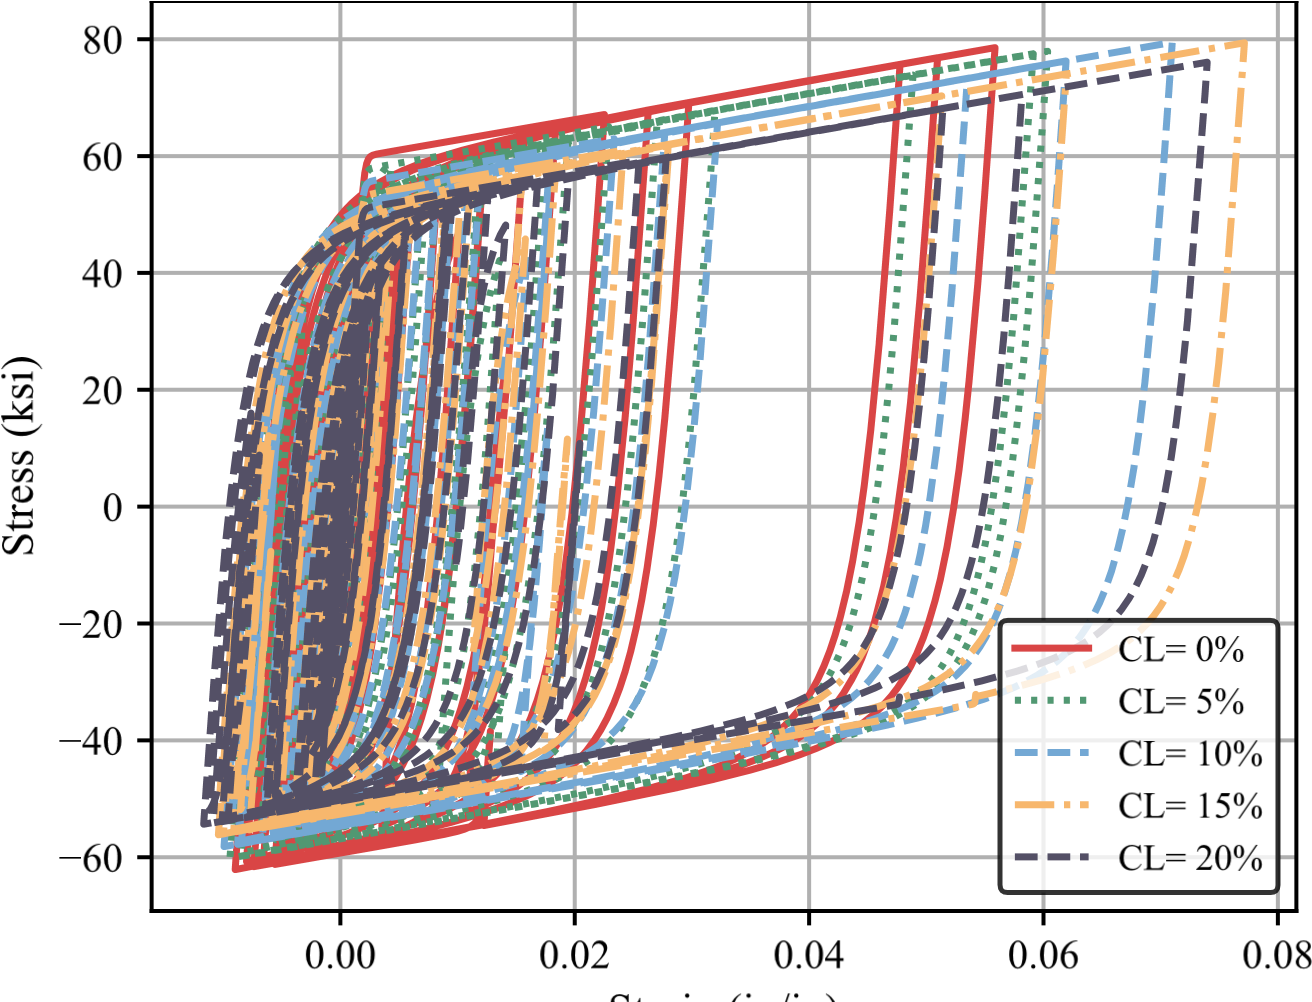 80
60
40
20
0
−20
−40
−60
Stress (ksi)
CL= 0%
CL= 5%
CL= 10%
CL= 15%
CL= 20%
0.00 0.02 0.04 0.06 0.08